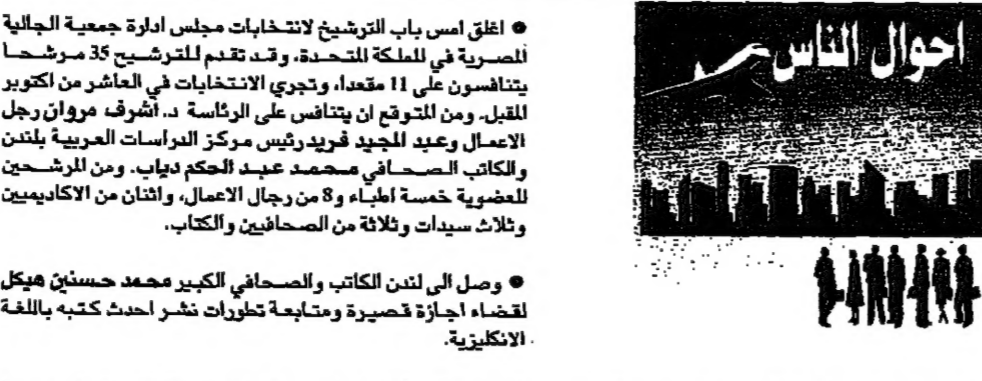 احوال الناس
● اغلق امس باب الترشيخ لانتخابات مجلس ادارة جمعية الجالية
المصرية في المملكة المتحدة، وقد تقدم للترشيح 35 مرشحا
يتنافسون على 11 مقعدا، وتجري الانتخابات في العاشر من اكتوبر
المقبل. ومن المتوقع ان يتنافس على الرئاسة د. أشرف مروان رجل
الاعمال وعبد المجيد فريد رئيس مركز الدراسات العربية بلندن
والكاتب الصحافي محمد عبد الحكم دياب. ومن المرشحين
للعضوية خمسة أطباء و8 من رجال الاعمال، واثنان من الاكاديميين
وثلاث سيدات وثلاثة من الصحافيين والكتاب.
● وصل الى لندن الكاتب والصحافي الكبير محمد حسنين هيكل
لقضاء اجازة قصيرة ومتابعة تطورات نشر احدث كتبه باللغة
الانكليزية.